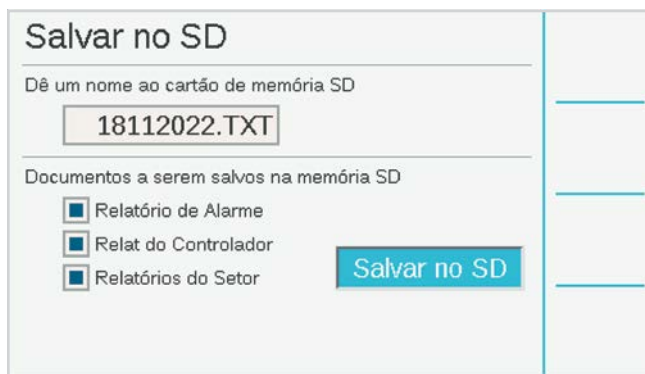 Salvar no SD
Dê um nome ao cartão de memória SD
18112022.TXT
Documentos a serem salvos na memória SD
Relatório de Alarme
Relat do Controlador
Relatórios do Setor
Salvar no SD